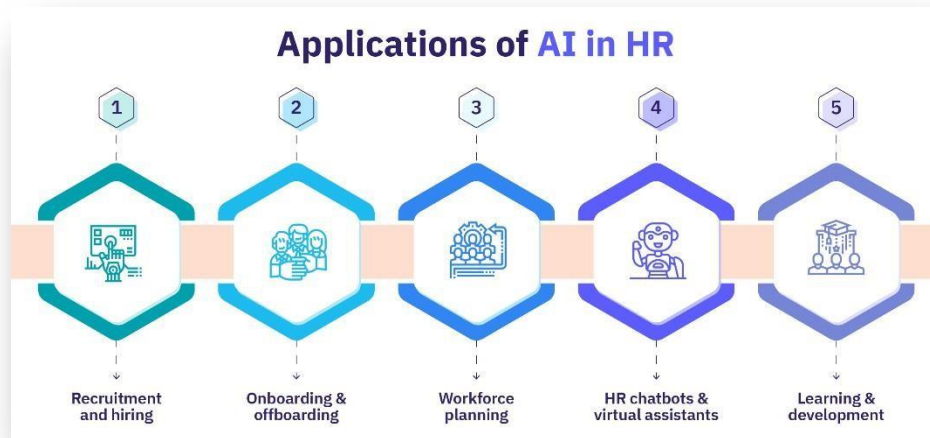 Applications of AI in HR
1
2
3
4
5
Recruitment
and hiring
Onboarding &
offboarding
Workforce
planning
HR chatbots &
virtual assistants
Learning &
development